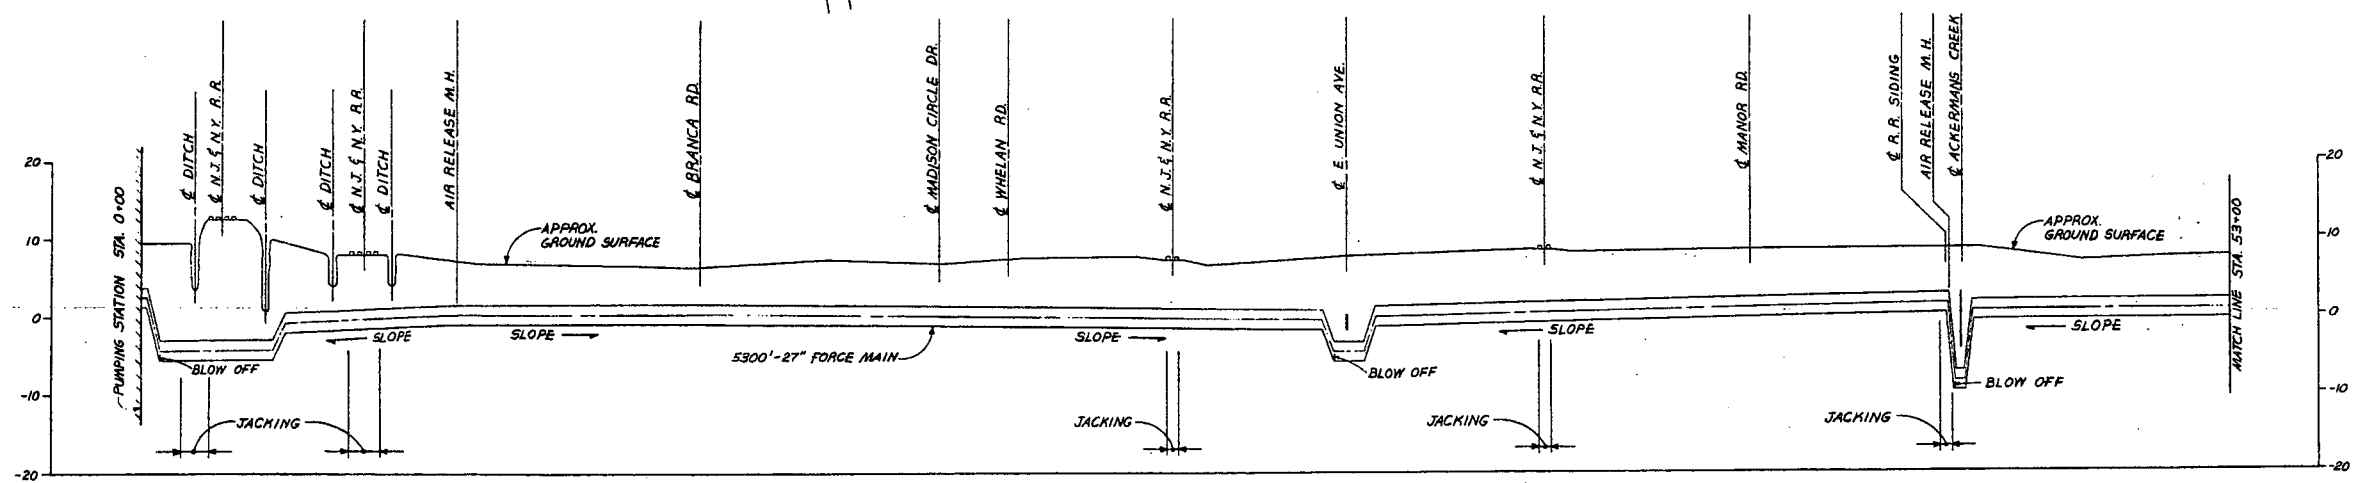 ℄ DITCH
℄ N.J. & N.Y. R.R.
℄ DITCH
℄ DITCH
℄ N.J. & N.Y. R.R.
℄ DITCH
AIR RELEASE M.H.
℄ BRANCA RD.
℄ MADISON CIRCLE DR.
℄ WHELAN RD.
℄ N.J. & N.Y. R.R.
℄ E. UNION AVE.
℄ N.J. & N.Y. R.R.
℄ MANOR RD.
℄ R.R. SIDING
AIR RELEASE M.H.
℄ ACKERMANS CREEK
20
10
0
-10
-20
20
10
0
-10
-20
PUMPING STATION STA. 0+00
MATCH LINE STA. 53+00
APPROX.
GROUND SURFACE
APPROX.
GROUND SURFACE
SLOPE
SLOPE
SLOPE
SLOPE
SLOPE
5300'-27" FORCE MAIN
BLOW OFF
BLOW OFF
BLOW OFF
JACKING
JACKING
JACKING
JACKING